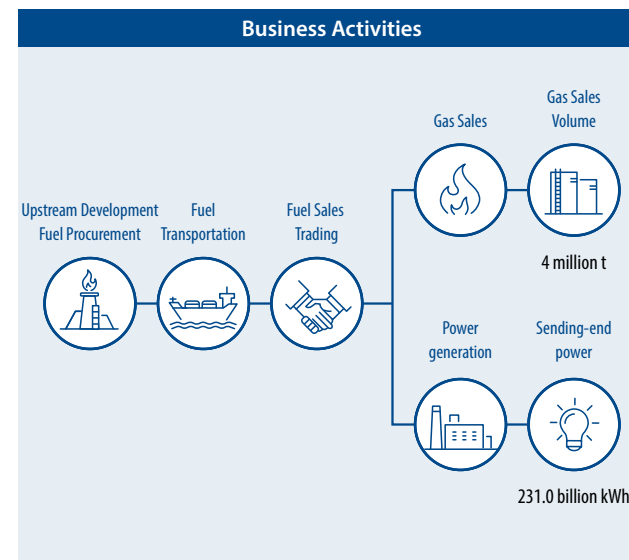 Business Activities
Gas Sales
Gas Sales
Volume
4 million t
Upstream Development
Fuel Procurement
Fuel
Transportation
Fuel Sales
Trading
Power
generation
Sending-end
power
231.0 billion kWh